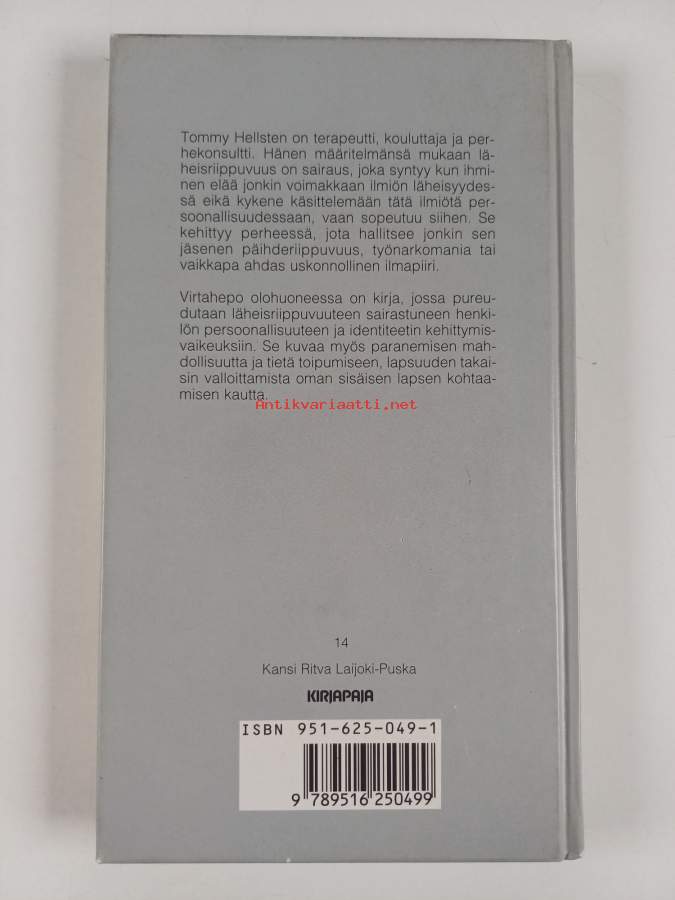 Tommy Hellsten on terapeutti, kouluttaja ja per-
hekonsultti. Hänen määritelmänsä mukaan lä-
heisriippuvuus on sairaus, joka syntyy kun ihmi-
nen elää jonkin voimakkaan ilmiön läheisyydes-
sä eikä kykene käsittelemään tätä ilmiötä per-
soonallisuudessaan, vaan sopeutuu siihen. Se
kehittyy perheessä, jota hallitsee jonkin sen
jäsenen päihderiippuvuus, työnarkomania tai
vaikkapa ahdas uskonnollinen ilmapiiri.
Virtahepo olohuoneessa on kirja, jossa pureu-
dutaan läheisriippuvuuteen sairastuneen henki-
lön persoonallisuuteen ja identiteetin kehittymis-
vaikeuksiin. Se kuvaa myös paranemisen mah-
dollisuutta ja tietä toipumiseen, lapsuuden takai-
sin valloittamista oman sisäisen lapsen kohtaa-
misen kautta.
Antikvariaatti.net
14
Kansi Ritva Laijoki-Puska
KIRJAPAJA
ISBN 951-625-049-1
9 789516 250499